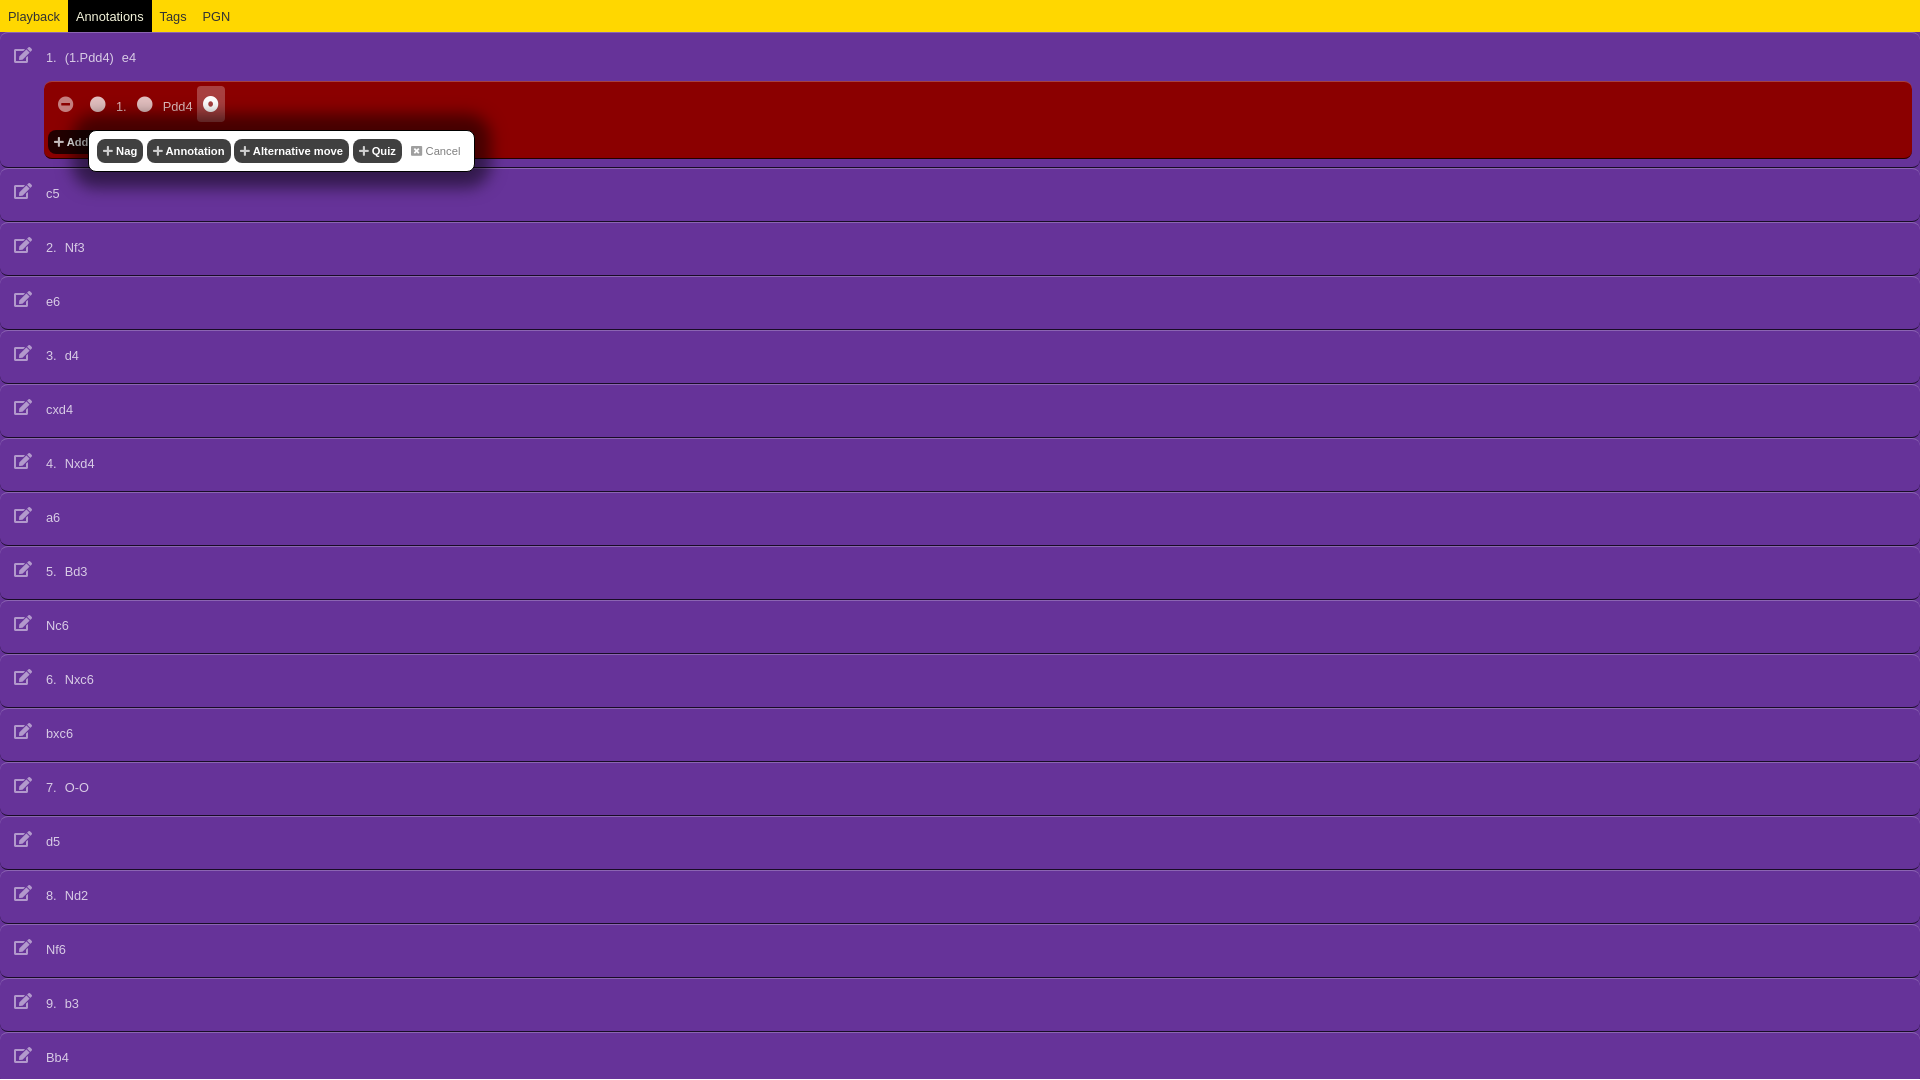 Playback Annotations Tags PGN
1. (1.Pdd4) e4
1. Pdd4
Add
Nag Annotation Alternative move Quiz Cancel
c5
2. Nf3
e6
3. d4
cxd4
4. Nxd4
a6
5. Bd3
Nc6
6. Nxc6
bxc6
7. O-O
d5
8. Nd2
Nf6
9. b3
Bb4